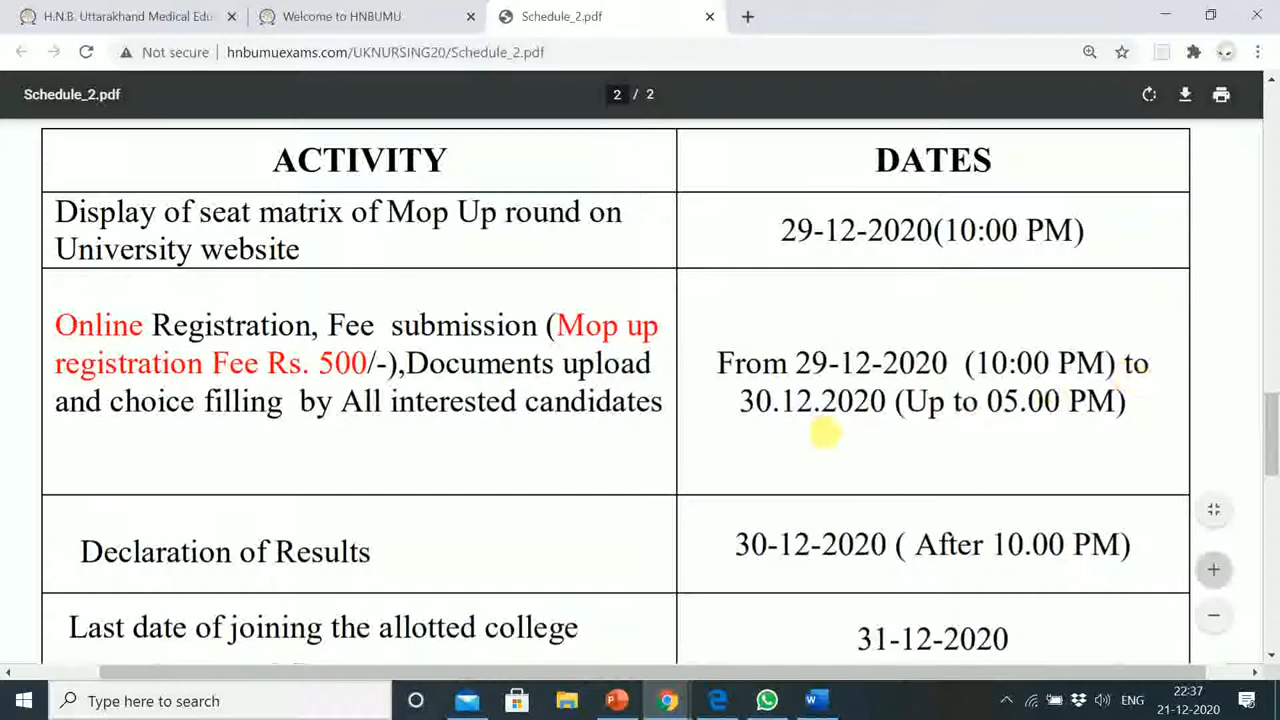 H.N.B. Uttarakhand Medical Edu
Welcome to HNBUMU
Schedule_2.pdf
Not secure
hnbumuexams.com/UKNURSING20/Schedule_2.pdf
Schedule_2.pdf
2 / 2
ACTIVITY
DATES
Display of seat matrix of Mop Up round on
University website
29-12-2020(10:00 PM)
Online Registration, Fee submission (Mop up
registration Fee Rs. 500/-),Documents upload
and choice filling by All interested candidates
From 29-12-2020 (10:00 PM) to
30.12.2020 (Up to 05.00 PM)
Declaration of Results
30-12-2020 ( After 10.00 PM)
Last date of joining the allotted college
31-12-2020
Type here to search
ENG
22:37
21-12-2020